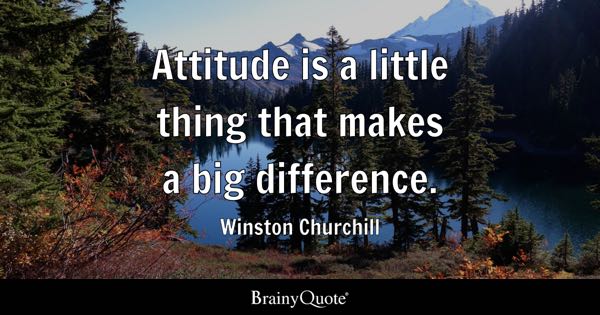 Attitude is a little
thing that makes
a big difference.
Winston Churchill
BrainyQuote®